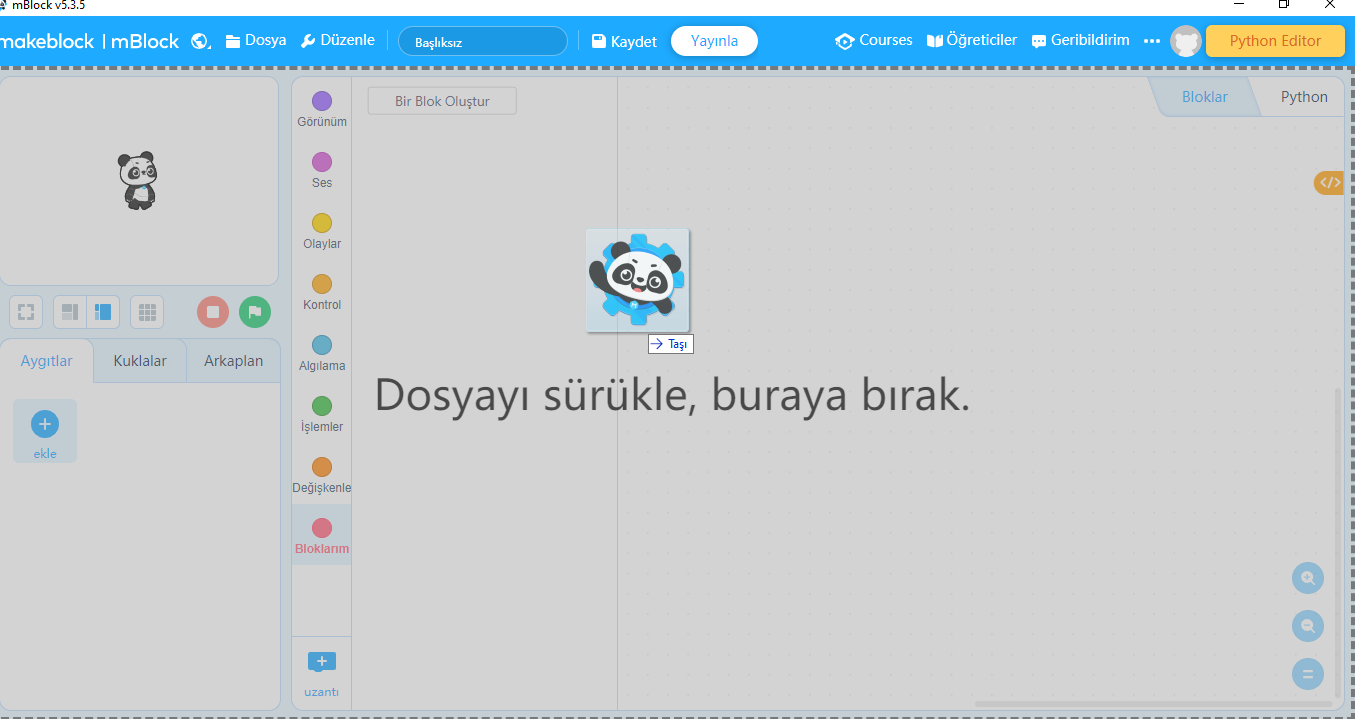 mBlock v5.3.5
makeblock | mBlock
Dosya
Düzenle
Başlıksız
Kaydet
Yayınla
Courses
Öğreticiler
Geribildirim
Python Editor
Görünüm
Ses
Olaylar
Kontrol
Algılama
İşlemler
Değişkenle
Bloklarım
uzantı
Bir Blok Oluştur
Bloklar
Python
Taşı
Dosyayı sürükle, buraya bırak.
Aygıtlar
Kuklalar
Arkaplan
ekle